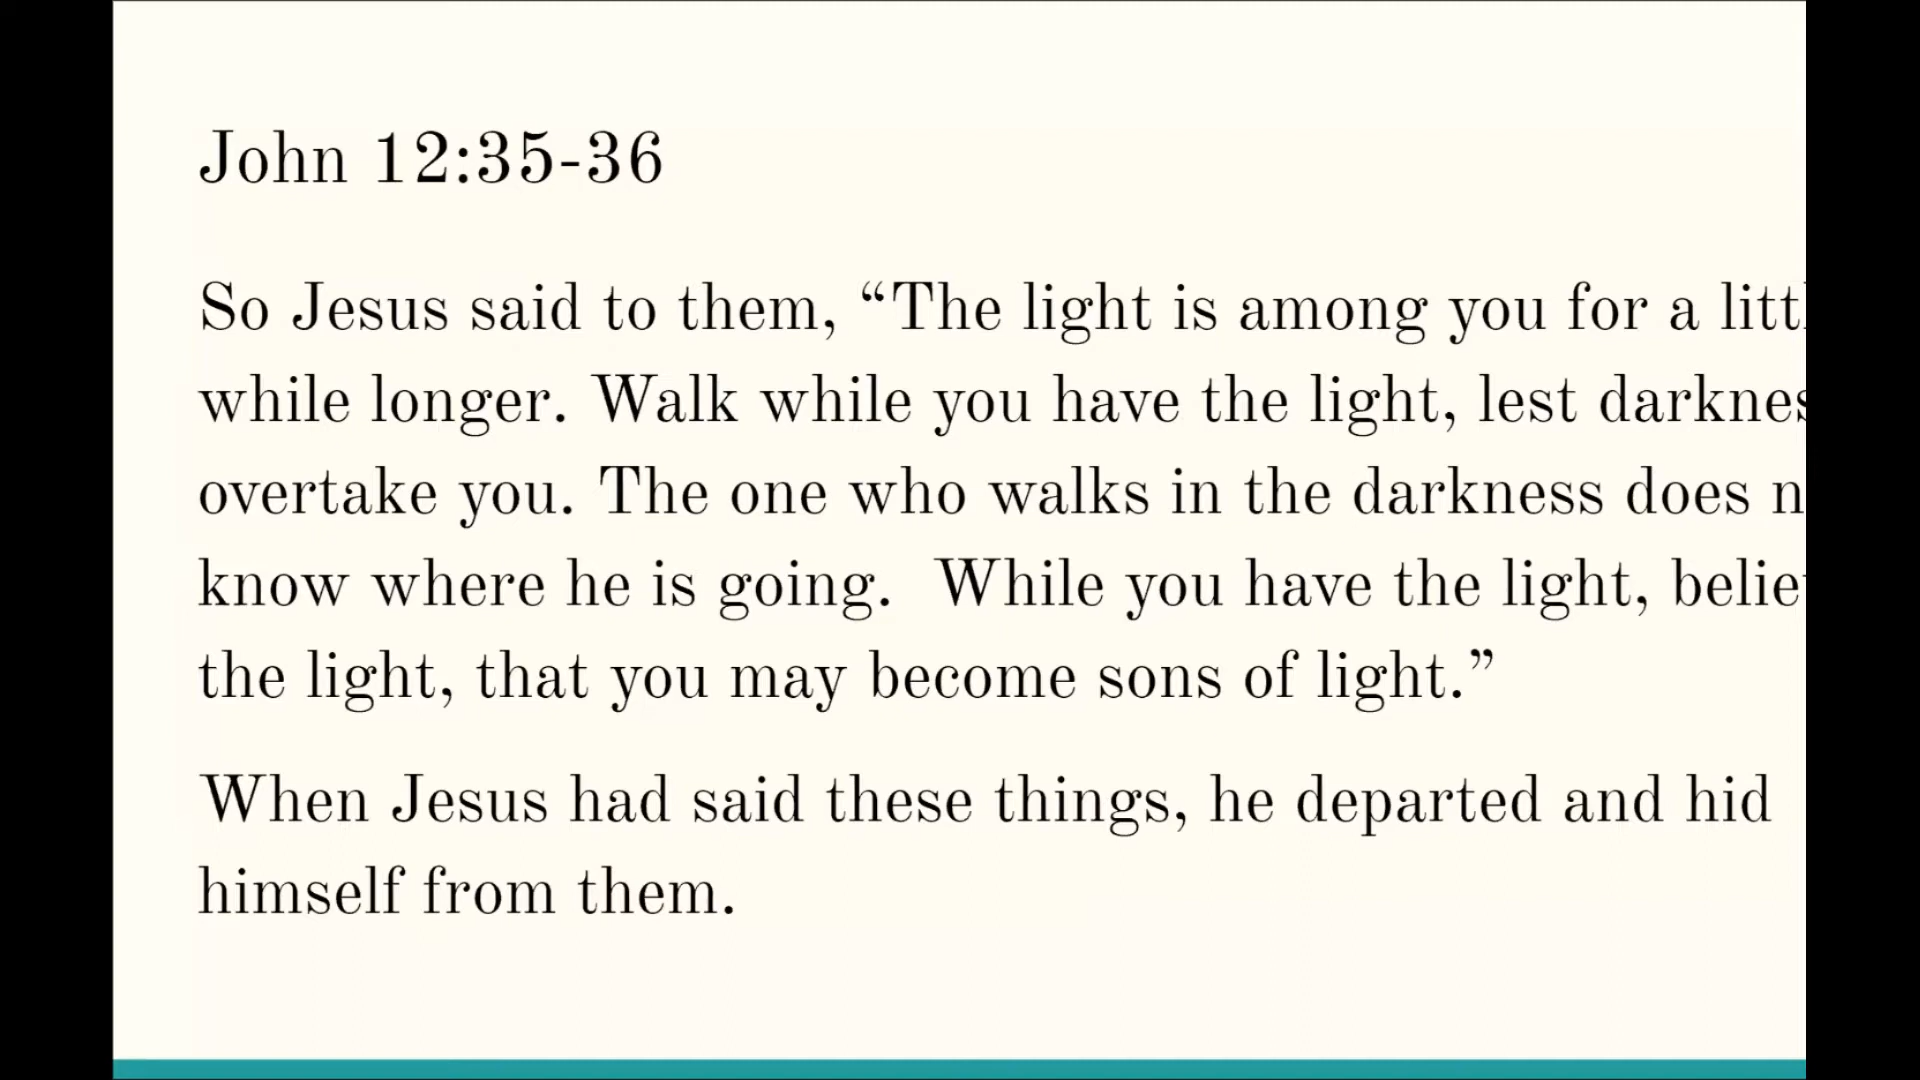 John 12:35-36
So Jesus said to them, “The light is among you for a
while longer. Walk while you have the light, lest
overtake you. The one who walks in the darkness does
know where he is going.  While you have the light,
the light, that you may become sons of light.”
When Jesus had said these things, he departed and hid
himself from them.